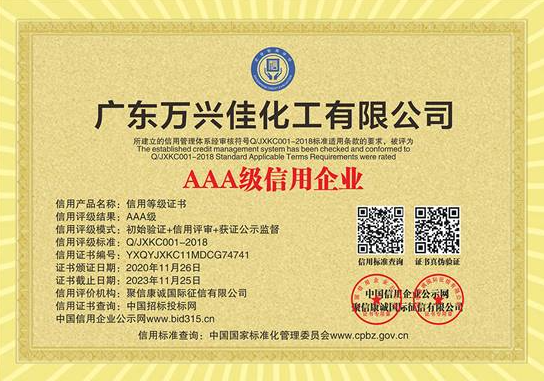 广东万兴佳化工有限公司
所建立的信用管理体系经审核符号Q/JXKC001-2018标准适用条款的要求，被评为
The established credit management system has been checked and conformed to
Q/JXKC001-2018 Standard Applicable Terms Requirements were rated
AAA级信用企业
信用产品名称：信用等级证书
信用评级结果：AAA级
信用评级模式：初始验证+信用评审+获证公示监督
信用评级标准：Q/JXKC001-2018
信用证书编号：YXQYJXKC11MDCG74741
证书颁证日期：2020年11月26日
证书截止日期：2023年11月25日
信用评价机构：聚信康诚国际征信有限公司
信用证书查询：中国招标投标网
中国信用企业公示网www.bid315.cn
信用标准查询
证书真伪验证
中国信用企业公示网
聚信康诚国际征信有限公司
信用标准查询：中国国家标准化管理委员会www.cpbz.gov.cn